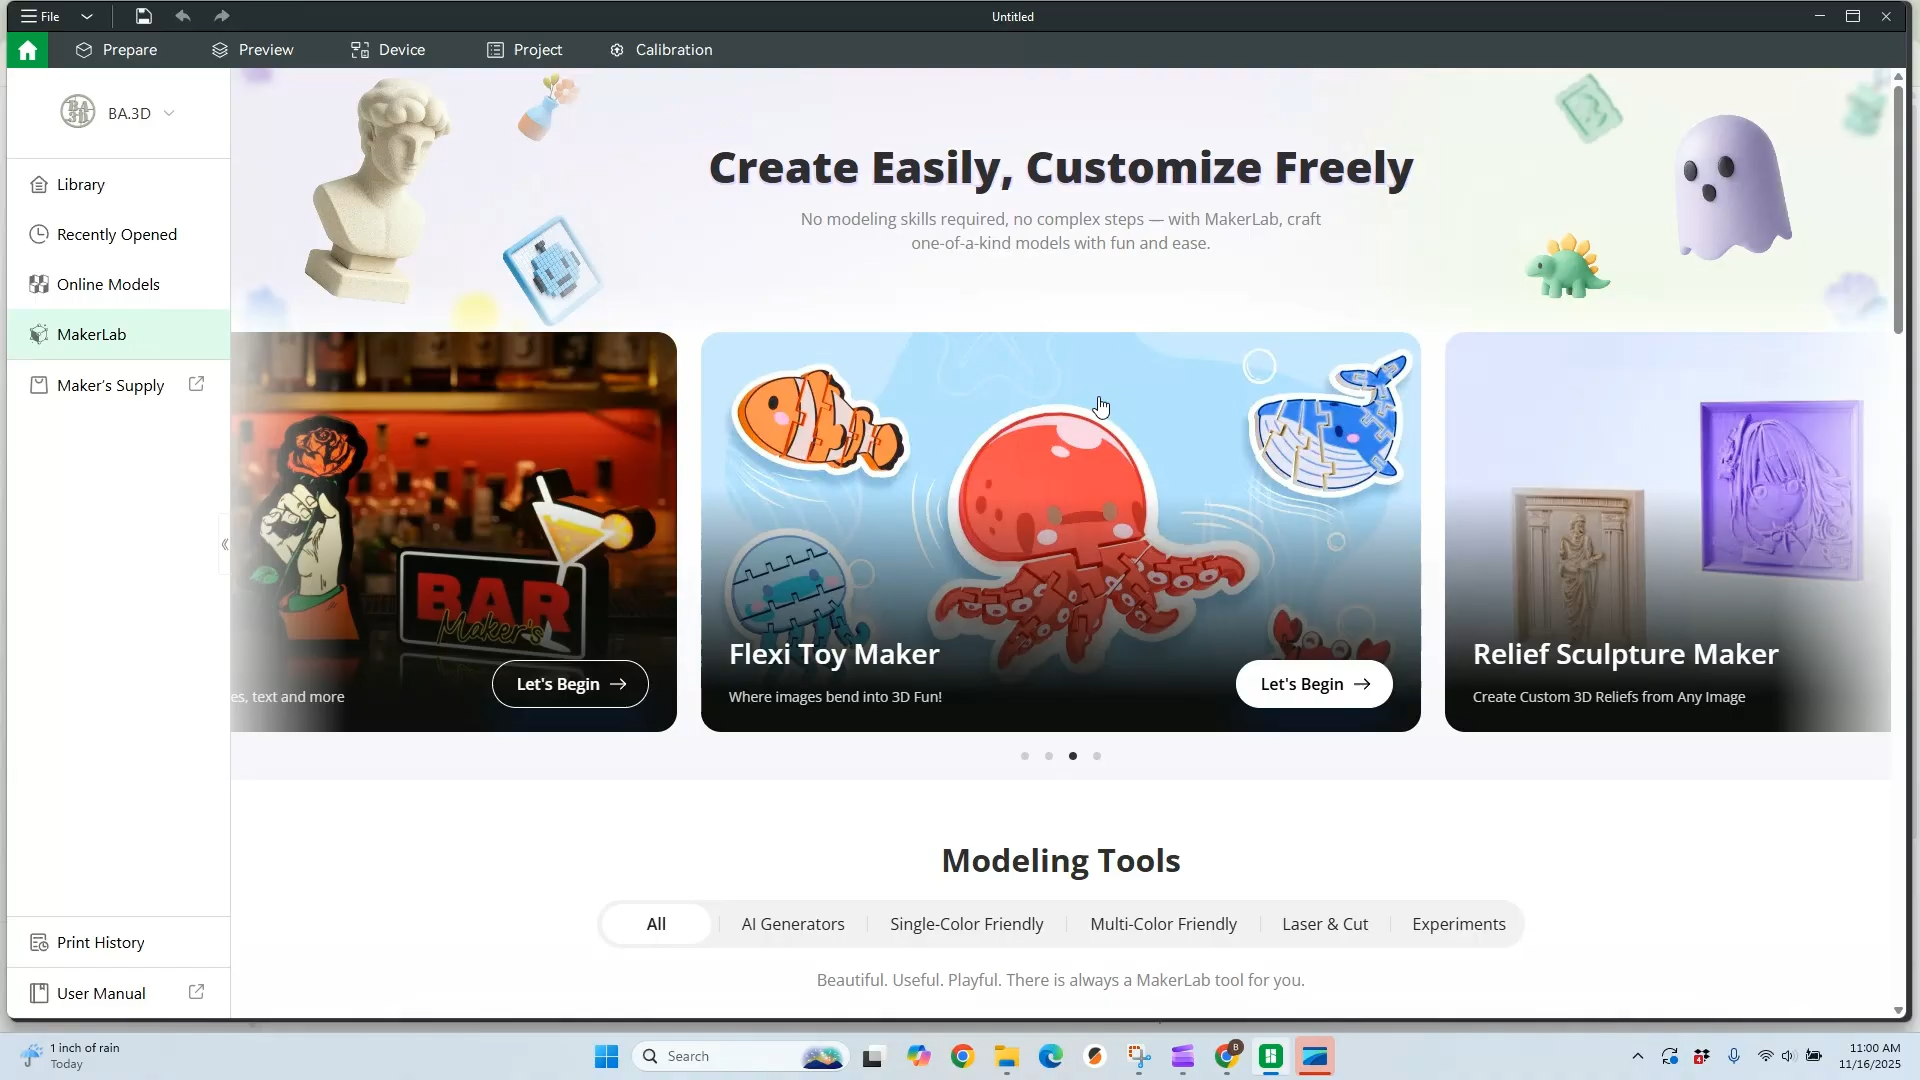 File
Untitled
Prepare
Preview
Device
Project
Calibration
BA.3D
Library
Recently Opened
Online Models
MakerLab
Maker's Supply
Print History
User Manual
Create Easily, Customize Freely
No modeling skills required, no complex steps — with MakerLab, craft
one-of-a-kind models with fun and ease.
BAR
Maker's
es, text and more
Let's Begin
Flexi Toy Maker
Where images bend into 3D Fun!
Let's Begin
Relief Sculpture Maker
Create Custom 3D Reliefs from Any Image
Modeling Tools
All
AI Generators
Single-Color Friendly
Multi-Color Friendly
Laser & Cut
Experiments
Beautiful. Useful. Playful. There is always a MakerLab tool for you.
1 inch of rain
Today
Search
B
4
11:00 AM
11/16/2025